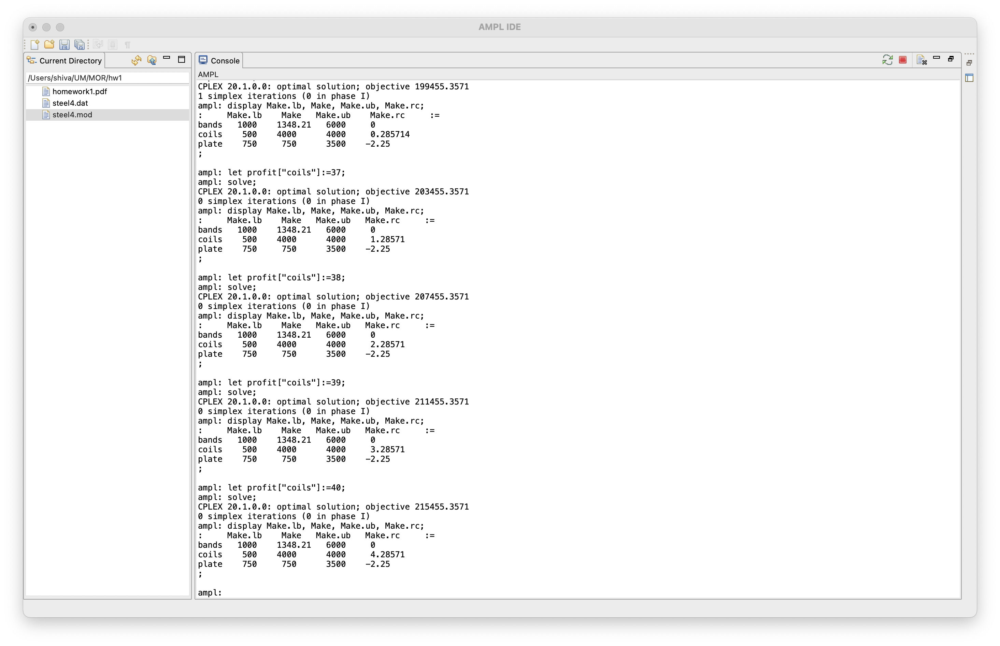 AMPL IDE
Current Directory
/Users/shiva/UM/MOR/hw1
homework1.pdf
steel4.dat
steel4.mod
Console
AMPL
CPLEX 20.1.0.0: optimal solution; objective 199455.3571
1 simplex iterations (0 in phase I)
ampl: display Make.lb, Make, Make.ub, Make.rc;
:     Make.lb    Make   Make.ub    Make.rc     :=
bands   1000    1348.21   6000     0
coils    500    4000      4000     0.285714
plate    750     750      3500    −2.25
;
ampl: let profit["coils"]:=37;
ampl: solve;
CPLEX 20.1.0.0: optimal solution; objective 203455.3571
0 simplex iterations (0 in phase I)
ampl: display Make.lb, Make, Make.ub, Make.rc;
:     Make.lb    Make   Make.ub   Make.rc     :=
bands   1000    1348.21   6000     0
coils    500    4000      4000     1.28571
plate    750     750      3500    −2.25
;
ampl: let profit["coils"]:=38;
ampl: solve;
CPLEX 20.1.0.0: optimal solution; objective 207455.3571
0 simplex iterations (0 in phase I)
ampl: display Make.lb, Make, Make.ub, Make.rc;
:     Make.lb    Make   Make.ub   Make.rc     :=
bands   1000    1348.21   6000     0
coils    500    4000      4000     2.28571
plate    750     750      3500    −2.25
;
ampl: let profit["coils"]:=39;
ampl: solve;
CPLEX 20.1.0.0: optimal solution; objective 211455.3571
0 simplex iterations (0 in phase I)
ampl: display Make.lb, Make, Make.ub, Make.rc;
:     Make.lb    Make   Make.ub   Make.rc     :=
bands   1000    1348.21   6000     0
coils    500    4000      4000     3.28571
plate    750     750      3500    −2.25
;
ampl: let profit["coils"]:=40;
ampl: solve;
CPLEX 20.1.0.0: optimal solution; objective 215455.3571
0 simplex iterations (0 in phase I)
ampl: display Make.lb, Make, Make.ub, Make.rc;
:     Make.lb    Make   Make.ub   Make.rc     :=
bands   1000    1348.21   6000     0
coils    500    4000      4000     4.28571
plate    750     750      3500    −2.25
;
ampl: